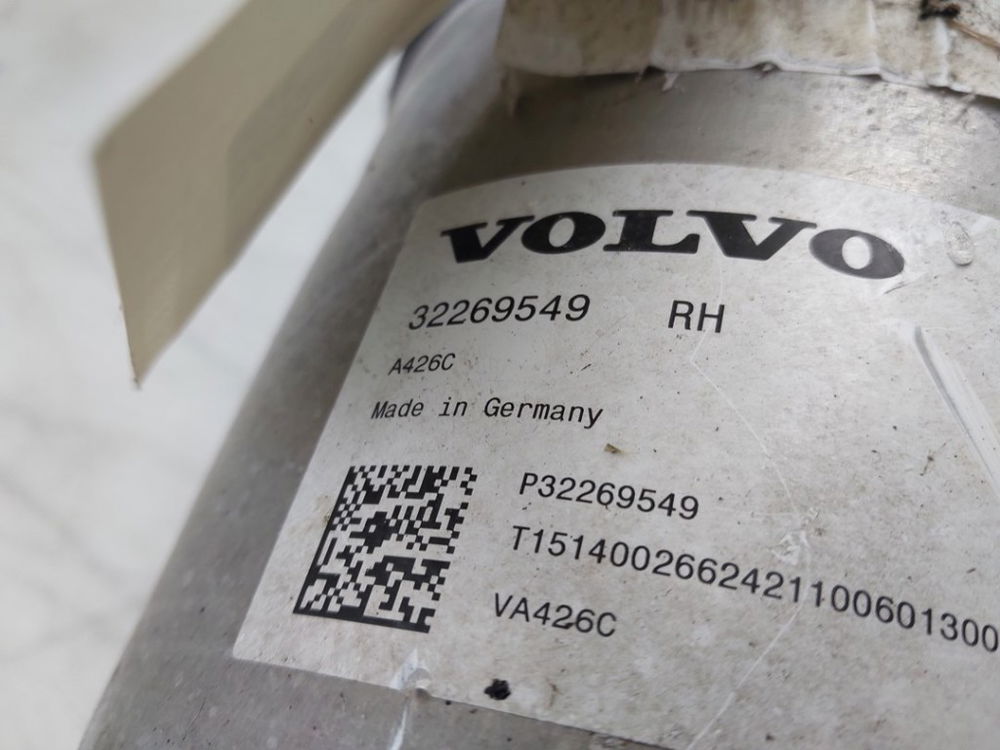 VOLVO
32269549 RH
A426C
Made in Germany
P32269549
T1514002662421100601300
VA426C